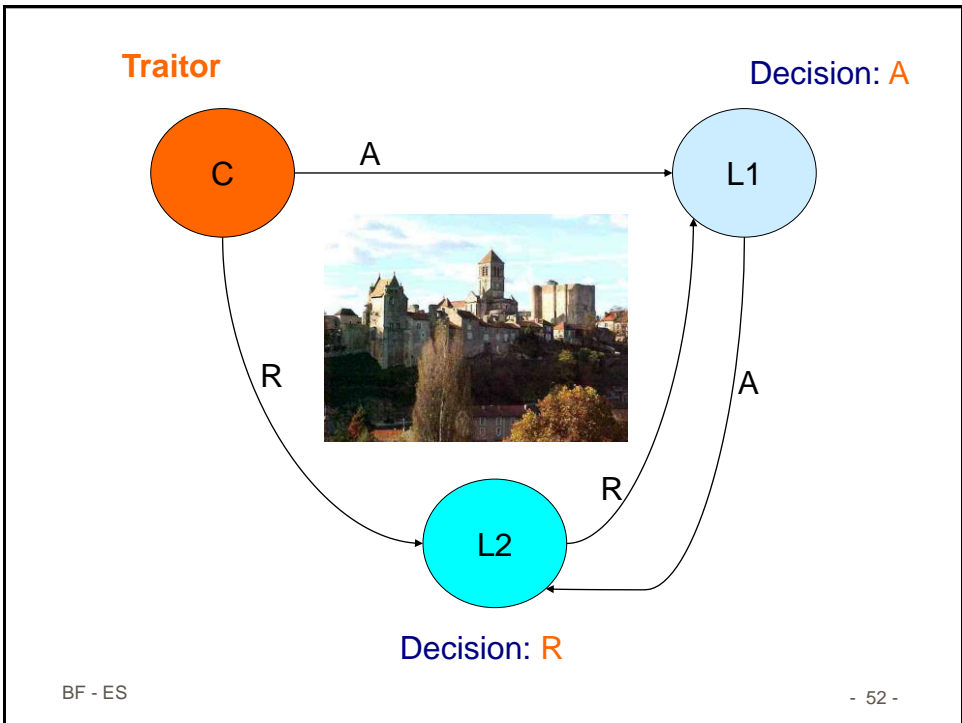 Traitor
Decision: A
C
A
L1
R
A
R
L2
Decision: R
BF - ES
- 52 -